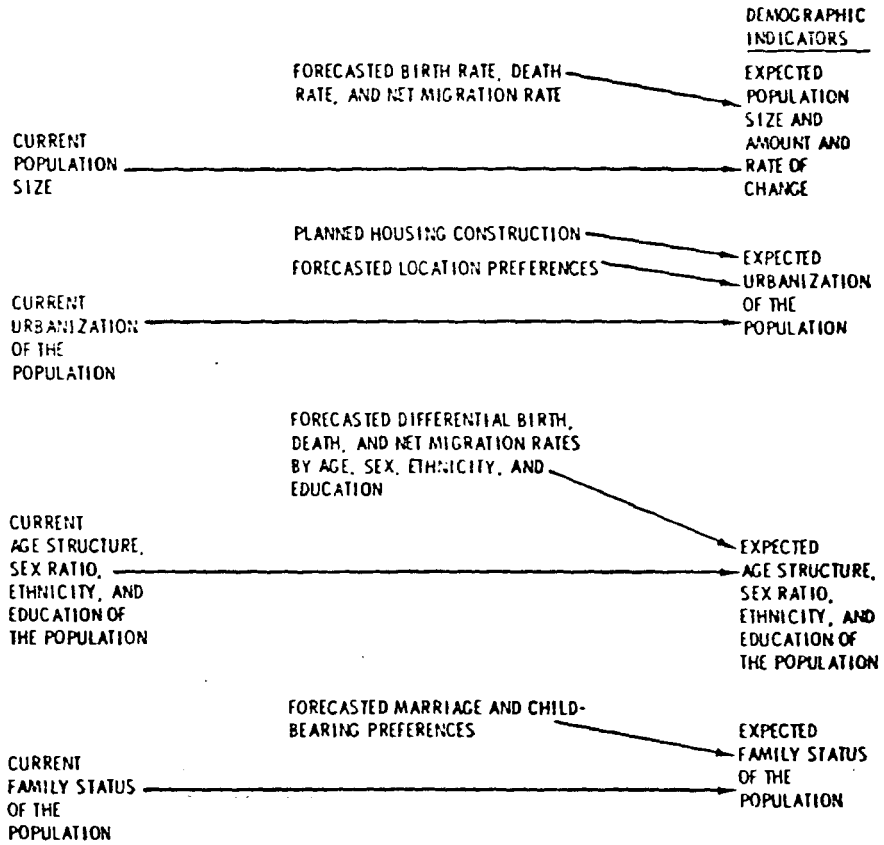 DEMOGRAPHIC
INDICATORS
FORECASTED BIRTH RATE, DEATH
RATE, AND NET MIGRATION RATE
EXPECTED
POPULATION
SIZE AND
AMOUNT AND
RATE OF
CHANGE
CURRENT
POPULATION
SIZE
PLANNED HOUSING CONSTRUCTION
FORECASTED LOCATION PREFERENCES
EXPECTED
URBANIZATION
OF THE
POPULATION
CURRENT
URBANIZATION
OF THE
POPULATION
FORECASTED DIFFERENTIAL BIRTH,
DEATH, AND NET MIGRATION RATES
BY AGE, SEX, ETHNICITY, AND
EDUCATION
CURRENT
AGE STRUCTURE,
SEX RATIO,
ETHNICITY, AND
EDUCATION OF
THE POPULATION
EXPECTED
AGE STRUCTURE,
SEX RATIO,
ETHNICITY, AND
EDUCATION OF
THE POPULATION
FORECASTED MARRIAGE AND CHILD-
BEARING PREFERENCES
EXPECTED
FAMILY STATUS
OF THE
POPULATION
CURRENT
FAMILY STATUS
OF THE
POPULATION